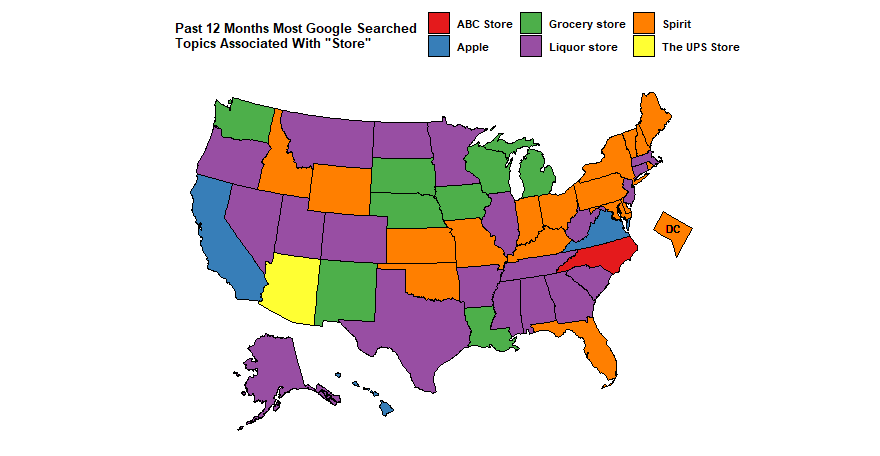 Past 12 Months Most Google Searched
Topics Associated With "Store"
ABC Store
Grocery store
Spirit
Apple
Liquor store
The UPS Store
DC